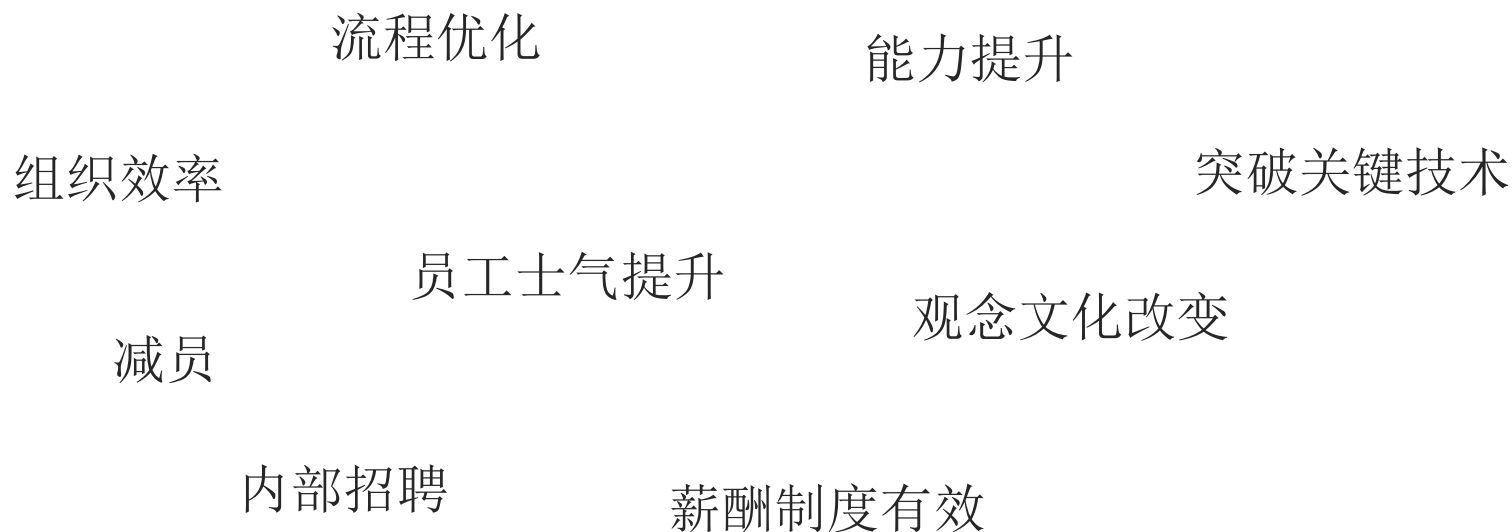 流程优化
能力提升
组织效率
突破关键技术
员工士气提升
观念文化改变
减员
内部招聘
薪酬制度有效